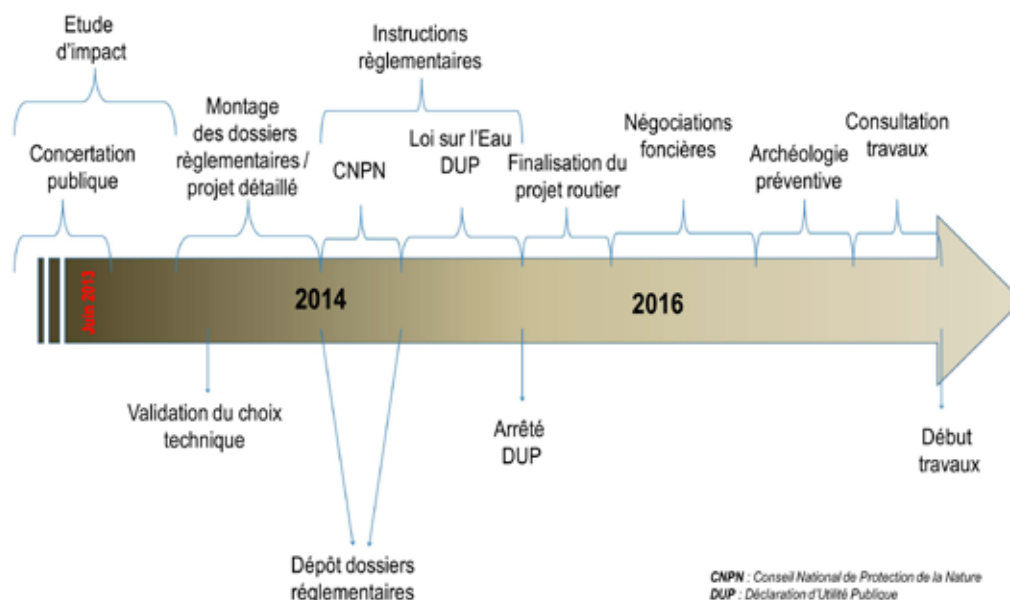 Etude
d'impact
Concertation
publique
Montage
des dossiers
règlementaires /
projet détaillé
Instructions
règlementaires
CNPN
Loi sur l'Eau
DUP
Finalisation du
projet routier
Négociations
foncières
Archéologie
préventive
Consultation
travaux
Juin 2013
2014
2016
Validation du choix
technique
Dépôt dossiers
réglementaires
Arrêté
DUP
Début
travaux
CNPN : Conseil National de Protection de la Nature
DUP : Déclaration d'Utilité Publique